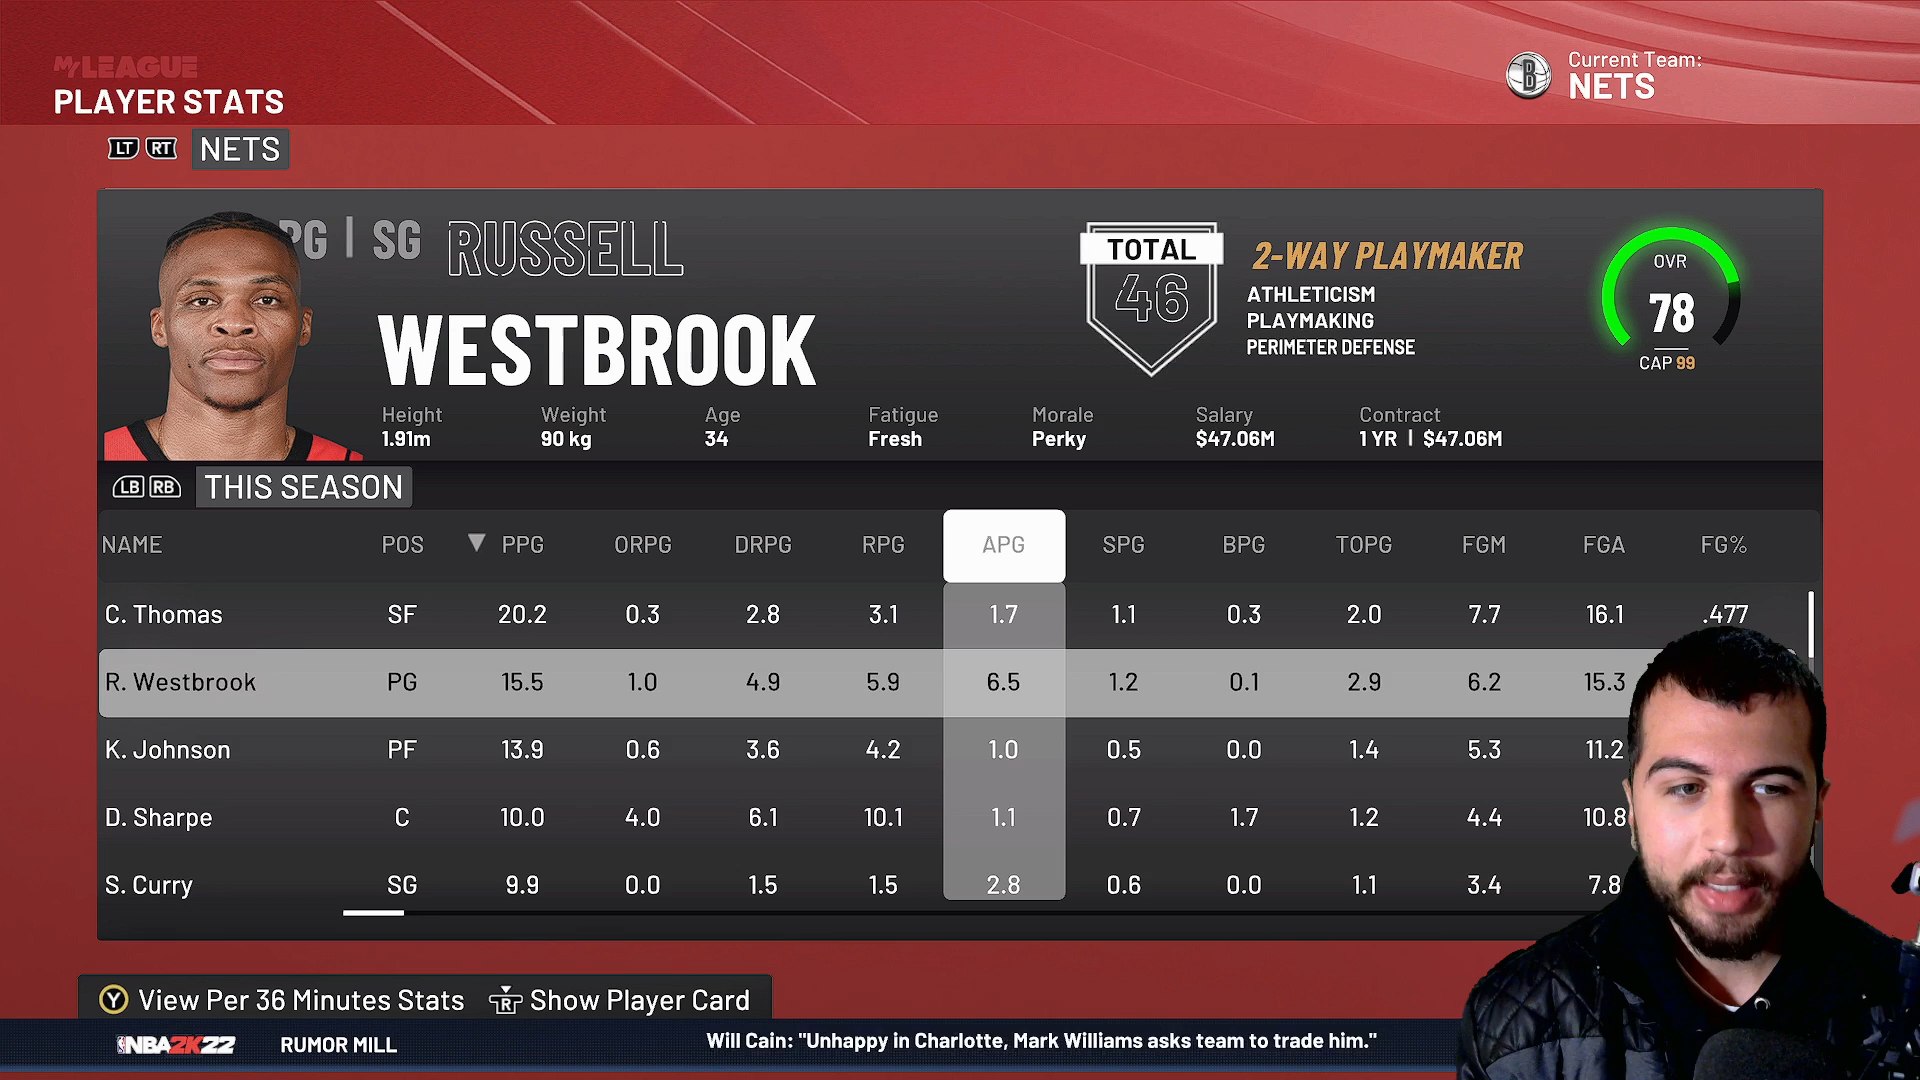 MyLEAGUE
PLAYER STATS
Current Team:
B NETS
LT RT NETS
PG | SG RUSSELL
WESTBROOK
TOTAL
46
2-WAY PLAYMAKER
ATHLETICISM
PLAYMAKING
PERIMETER DEFENSE
OVR
78
CAP 99
Height Weight Age Fatigue Morale Salary Contract
1.91m 90 kg 34 Fresh Perky $47.06M 1 YR | $47.06M
LB RB THIS SEASON
NAME POS ▼ PPG ORPG DRPG RPG APG SPG BPG TOPG FGM FGA FG%
C. Thomas SF 20.2 0.3 2.8 3.1 1.7 1.1 0.3 2.0 7.7 16.1 .477
R. Westbrook PG 15.5 1.0 4.9 5.9 6.5 1.2 0.1 2.9 6.2 15.3
K. Johnson PF 13.9 0.6 3.6 4.2 1.0 0.5 0.0 1.4 5.3 11.2
D. Sharpe C 10.0 4.0 6.1 10.1 1.1 0.7 1.7 1.2 4.4 10.8
S. Curry SG 9.9 0.0 1.5 1.5 2.8 0.6 0.0 1.1 3.4 7.8
Y View Per 36 Minutes Stats R Show Player Card
NBA2K22 RUMOR MILL Will Cain: "Unhappy in Charlotte, Mark Williams asks team to trade him."